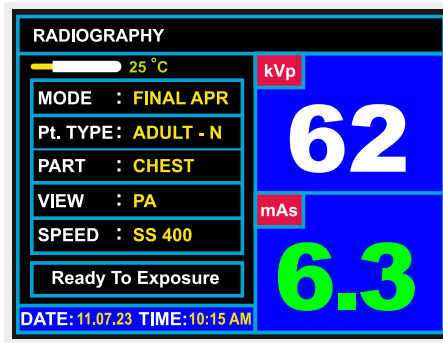 RADIOGRAPHY
25 °C
MODE : FINAL APR
Pt. TYPE : ADULT - N
PART : CHEST
VIEW : PA
SPEED : SS 400
Ready To Exposure
DATE: 11.07.23 TIME: 10:15 AM
kVp
62
mAs
6.3